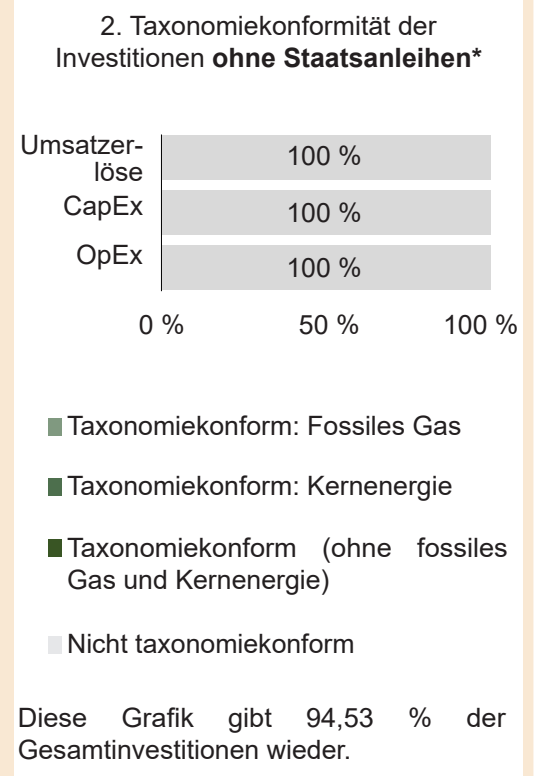 2. Taxonomiekonformität der
Investitionen ohne Staatsanleihen*
Umsatzer-
löse
100 %
CapEx
100 %
OpEx
100 %
0 % 50 % 100 %
Taxonomiekonform: Fossiles Gas
Taxonomiekonform: Kernenergie
Taxonomiekonform (ohne fossiles
Gas und Kernenergie)
Nicht taxonomiekonform
Diese Grafik gibt 94,53 % der
Gesamtinvestitionen wieder.